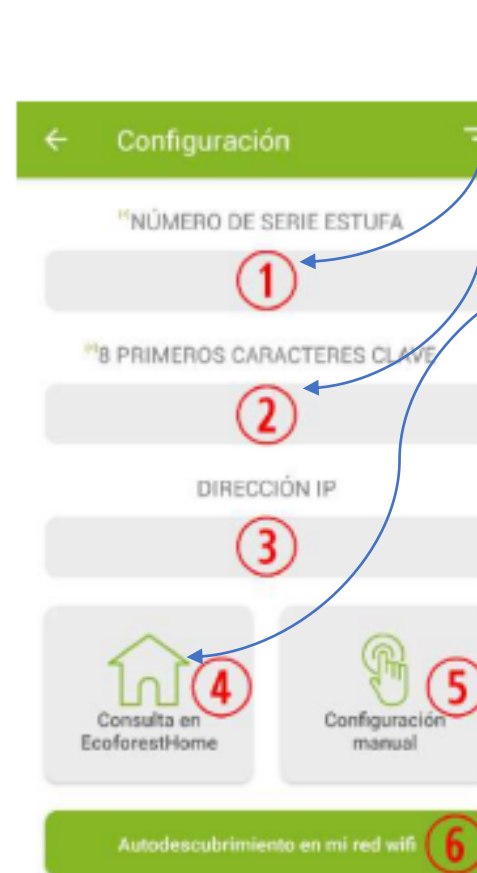 Configuración
(*)NÚMERO DE SERIE ESTUFA
1
(*)8 PRIMEROS CARACTERES CLAVE
2
DIRECCIÓN IP
3
4
5
Consulta en
EcoforestHome
Configuración
manual
Autodescubrimiento en mi red wifi
6